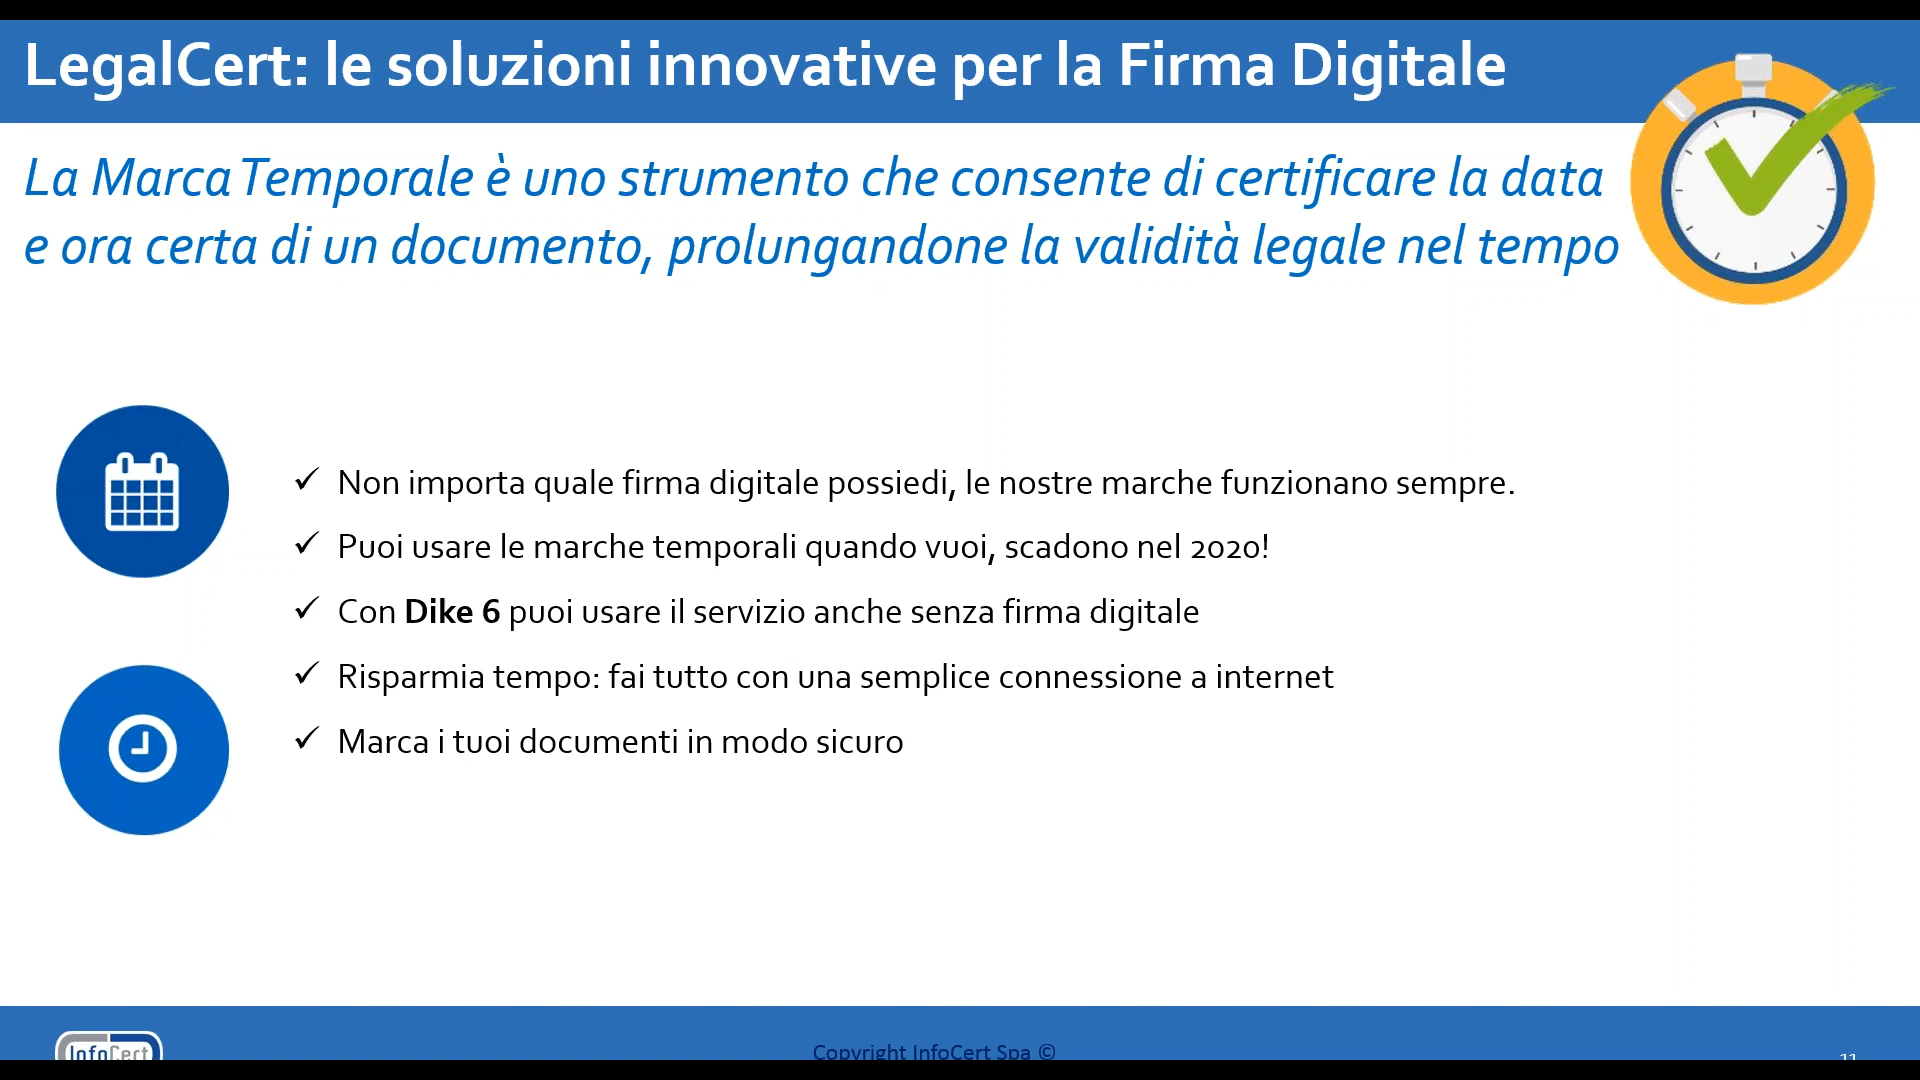 LegalCert: le soluzioni innovative per la Firma Digitale
La Marca Temporale è uno strumento che consente di certificare la data
e ora certa di un documento, prolungandone la validità legale nel tempo
✓ Non importa quale firma digitale possiedi, le nostre marche funzionano sempre.
✓ Puoi usare le marche temporali quando vuoi, scadono nel 2020!
✓ Con Dike 6 puoi usare il servizio anche senza firma digitale
✓ Risparmia tempo: fai tutto con una semplice connessione a internet
✓ Marca i tuoi documenti in modo sicuro
InfoCert
Copyright InfoCert Spa ©
11